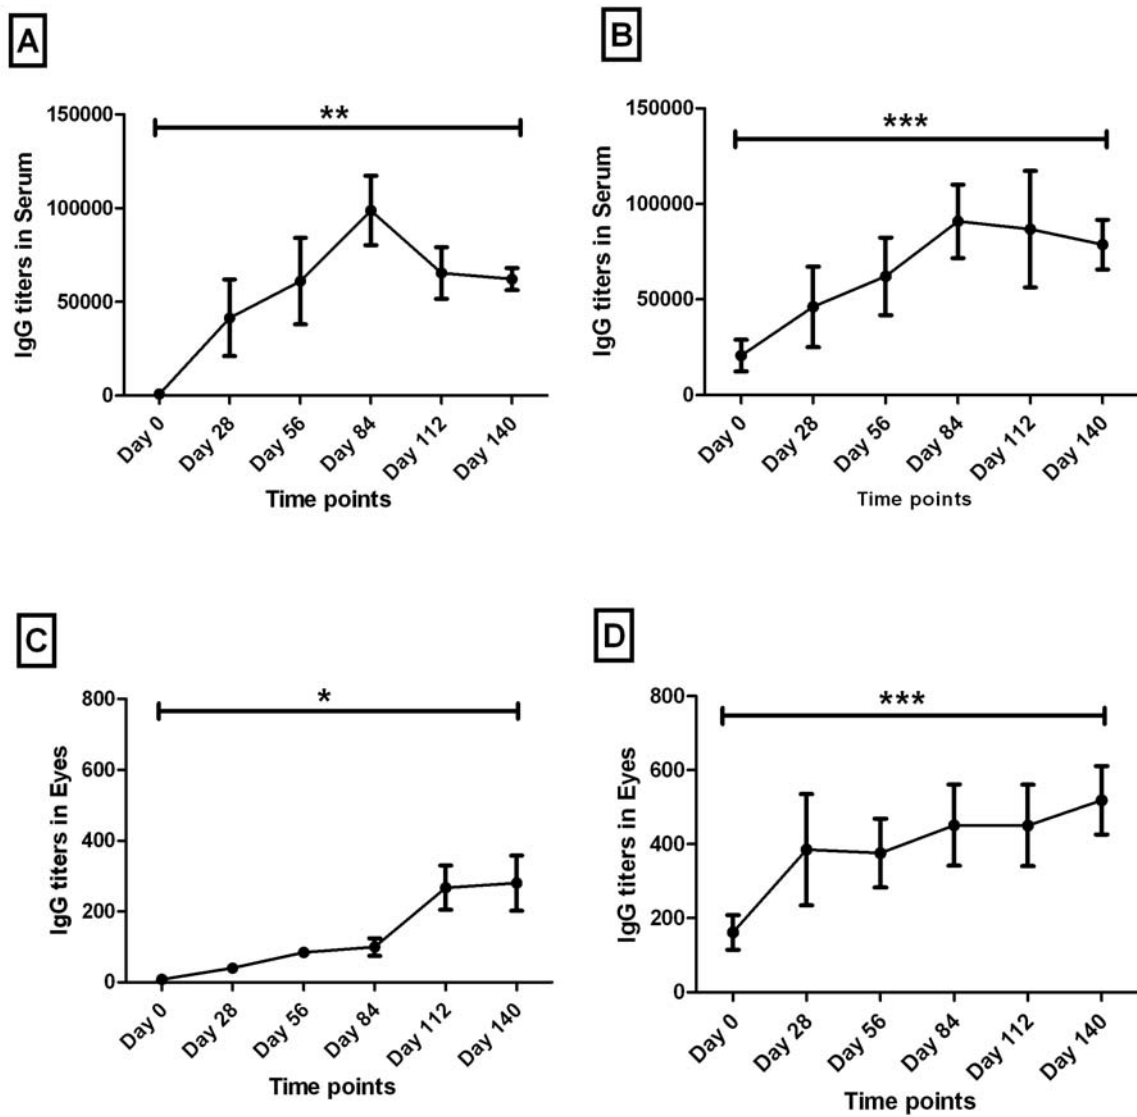 A
IgG titers in Serum
150000
100000
50000
0
**
Day 0
Day 28
Day 56
Day 84
Day 112
Day 140
Time points
B
IgG titers in Serum
150000
100000
50000
0
***
Day 0
Day 28
Day 56
Day 84
Day 112
Day 140
Time points
C
IgG titers in Eyes
800
600
400
200
0
*
Day 0
Day 28
Day 56
Day 84
Day 112
Day 140
Time points
D
IgG titers in Eyes
800
600
400
200
0
***
Day 0
Day 28
Day 56
Day 84
Day 112
Day 140
Time points